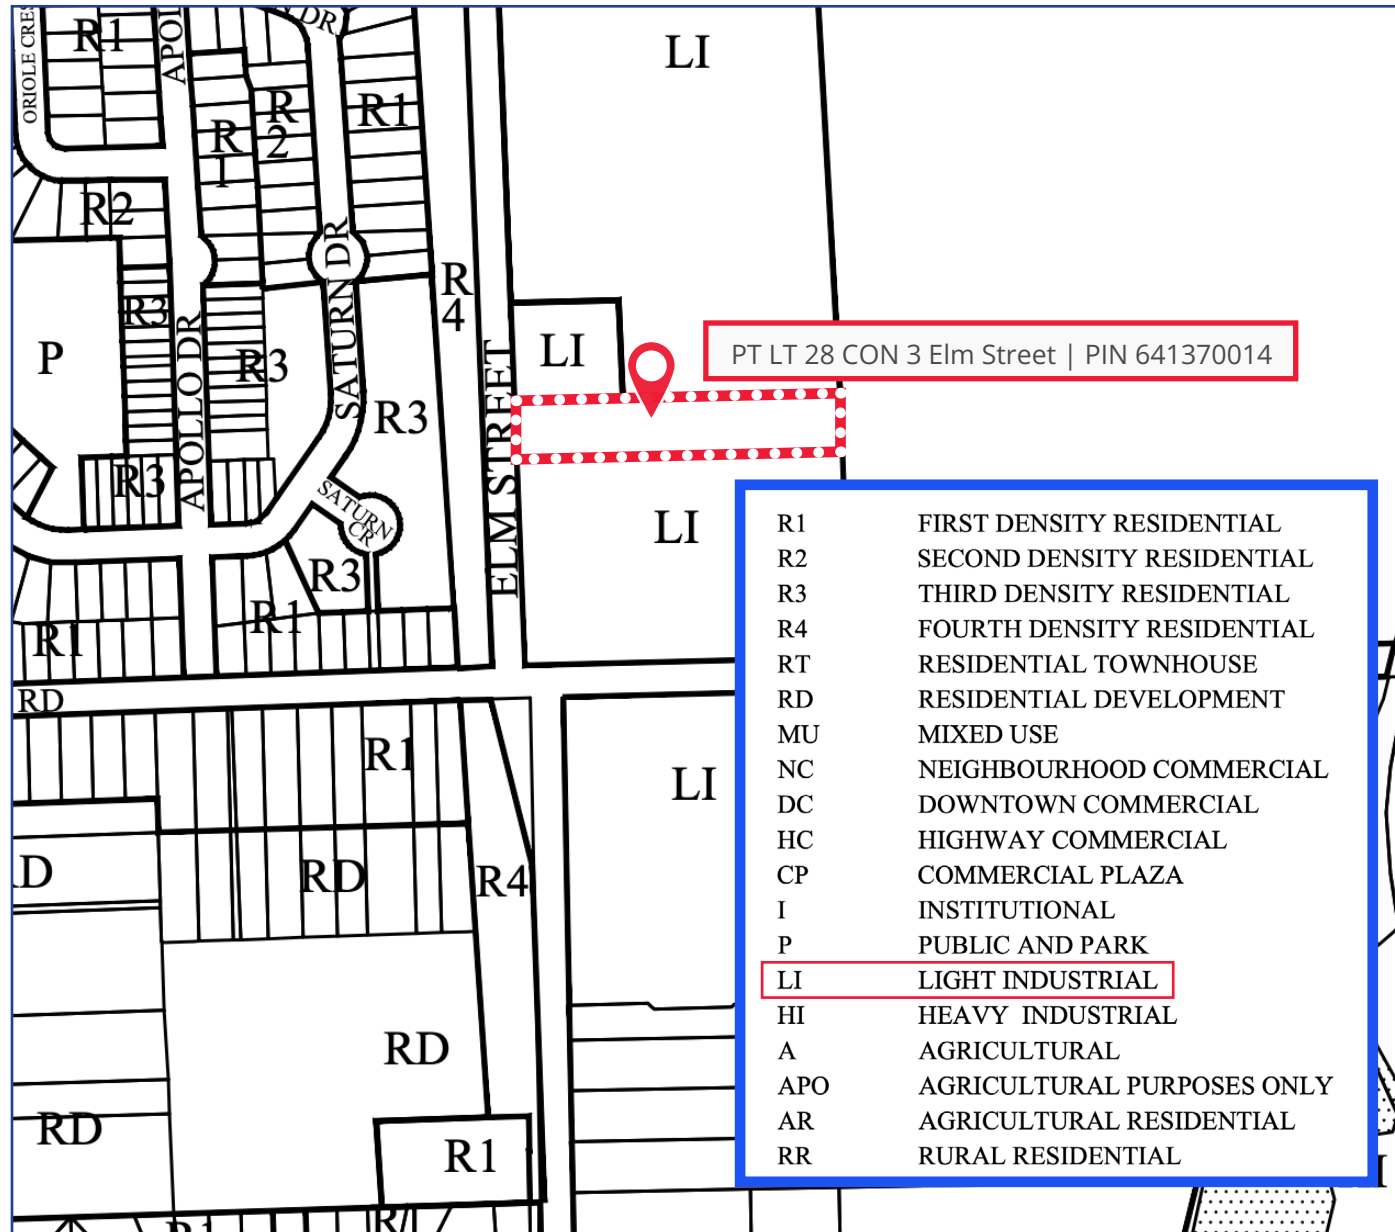 R1
ORIOLE CRES
APOL
DR
R1
R
2
R
1
R2
LI
R
4
R3
P
R3
R3
R3
R3
APOLLO DR
SATURN DR
SATURN
CR
ELM STREET
LI
PT LT 28 CON 3 Elm Street | PIN 641370014
LI
R3
R1
R1
RD
R1
LI
RD
R4
RD
RD
R1
R1
R
R1 FIRST DENSITY RESIDENTIAL
R2 SECOND DENSITY RESIDENTIAL
R3 THIRD DENSITY RESIDENTIAL
R4 FOURTH DENSITY RESIDENTIAL
RT RESIDENTIAL TOWNHOUSE
RD RESIDENTIAL DEVELOPMENT
MU MIXED USE
NC NEIGHBOURHOOD COMMERCIAL
DC DOWNTOWN COMMERCIAL
HC HIGHWAY COMMERCIAL
CP COMMERCIAL PLAZA
I INSTITUTIONAL
P PUBLIC AND PARK
LI LIGHT INDUSTRIAL
HI HEAVY INDUSTRIAL
A AGRICULTURAL
APO AGRICULTURAL PURPOSES ONLY
AR AGRICULTURAL RESIDENTIAL
RR RURAL RESIDENTIAL